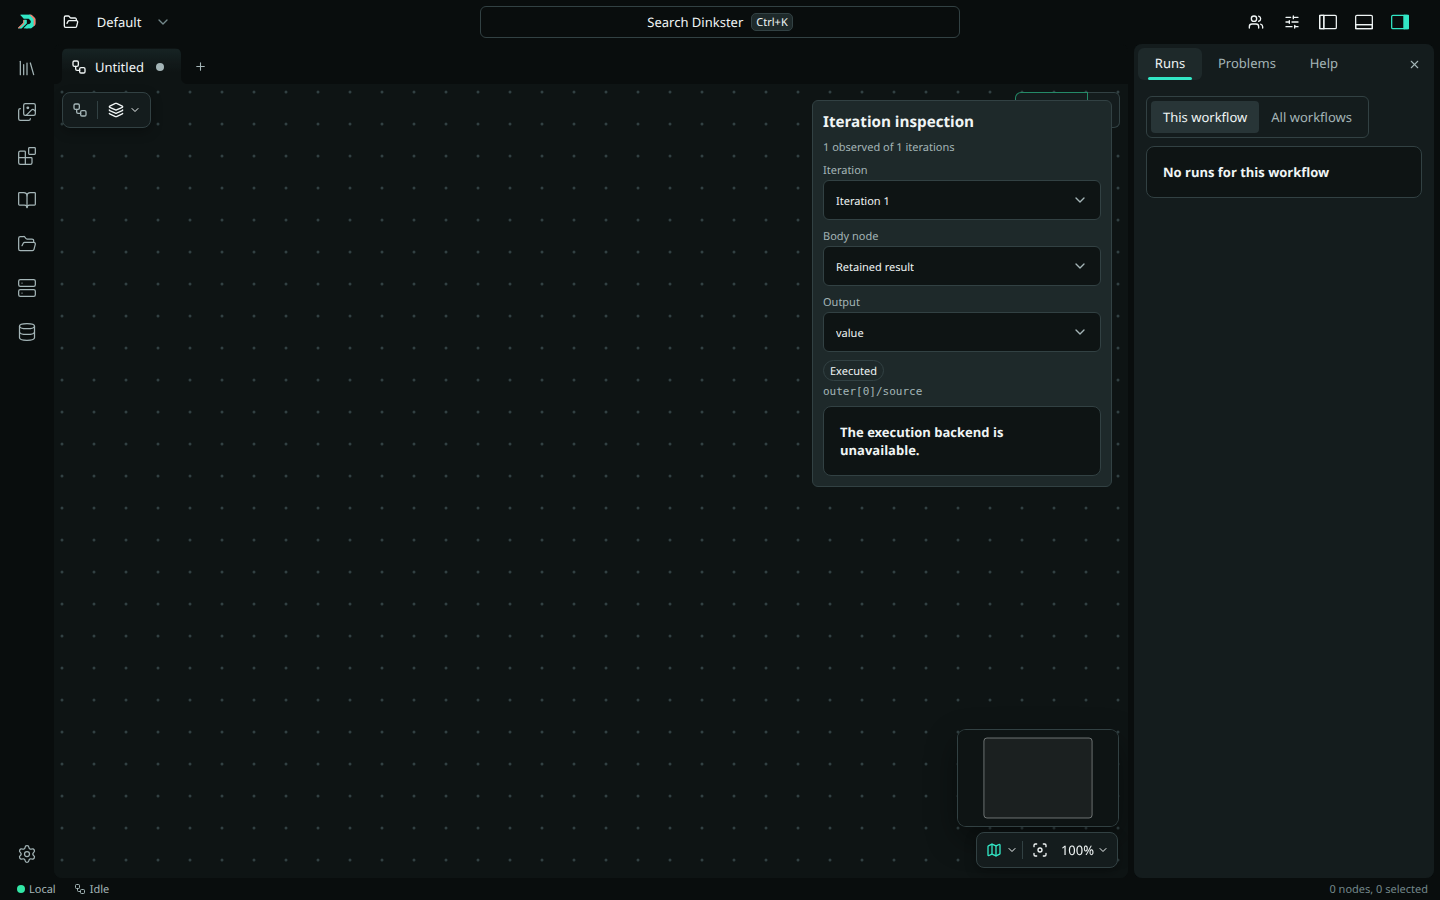 Default
Search Dinkster Ctrl+K
Untitled
Runs Problems Help
This workflow All workflows
No runs for this workflow
Iteration inspection
1 observed of 1 iterations
Iteration
Iteration 1
Body node
Retained result
Output
value
Executed
outer[0]/source
The execution backend is
unavailable.
100%
Local Idle
0 nodes, 0 selected